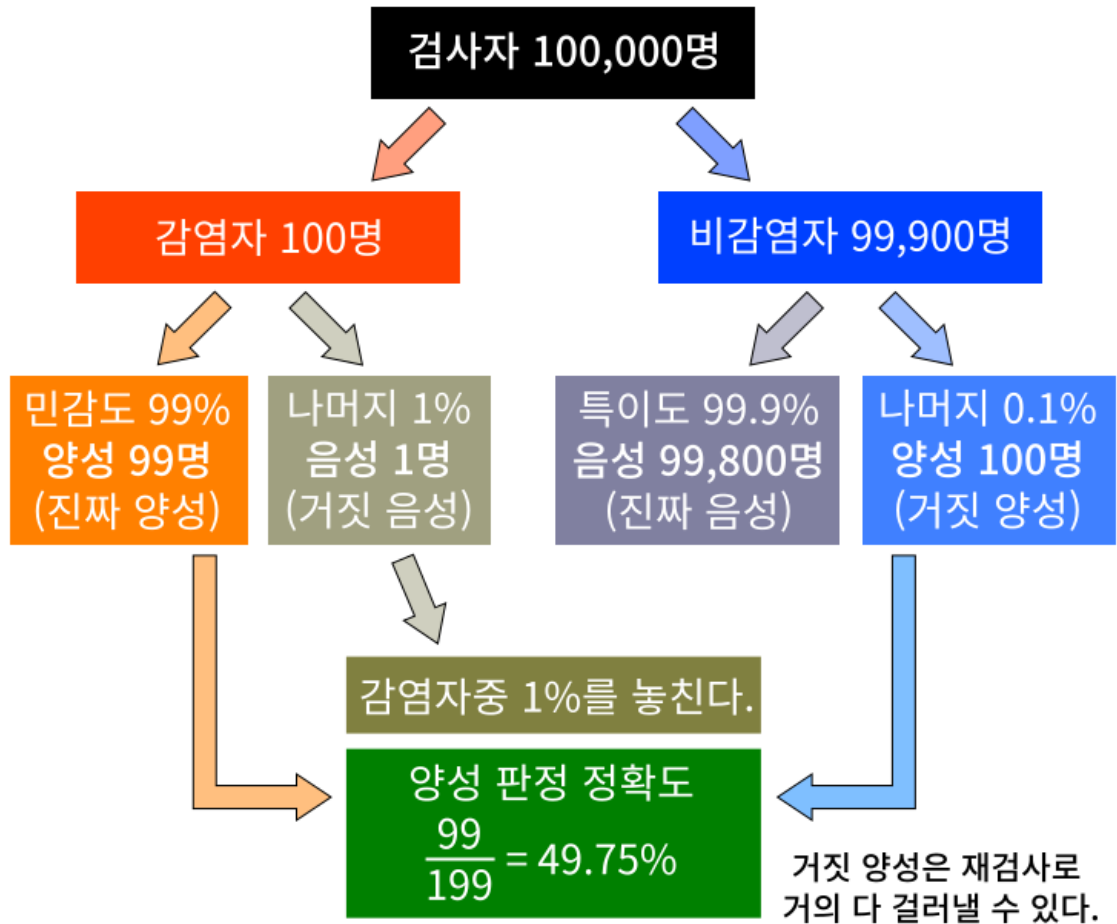 검사자 100,000명
감염자 100명
비감염자 99,900명
민감도 99%
양성 99명
(진짜 양성)
나머지 1%
음성 1명
(거짓 음성)
특이도 99.9%
음성 99,800명
(진짜 음성)
나머지 0.1%
양성 100명
(거짓 양성)
감염자중 1%를 놓친다.
양성 판정 정확도
99
199
= 49.75%
거짓 양성은 재검사로
거의 다 걸러낼 수 있다.